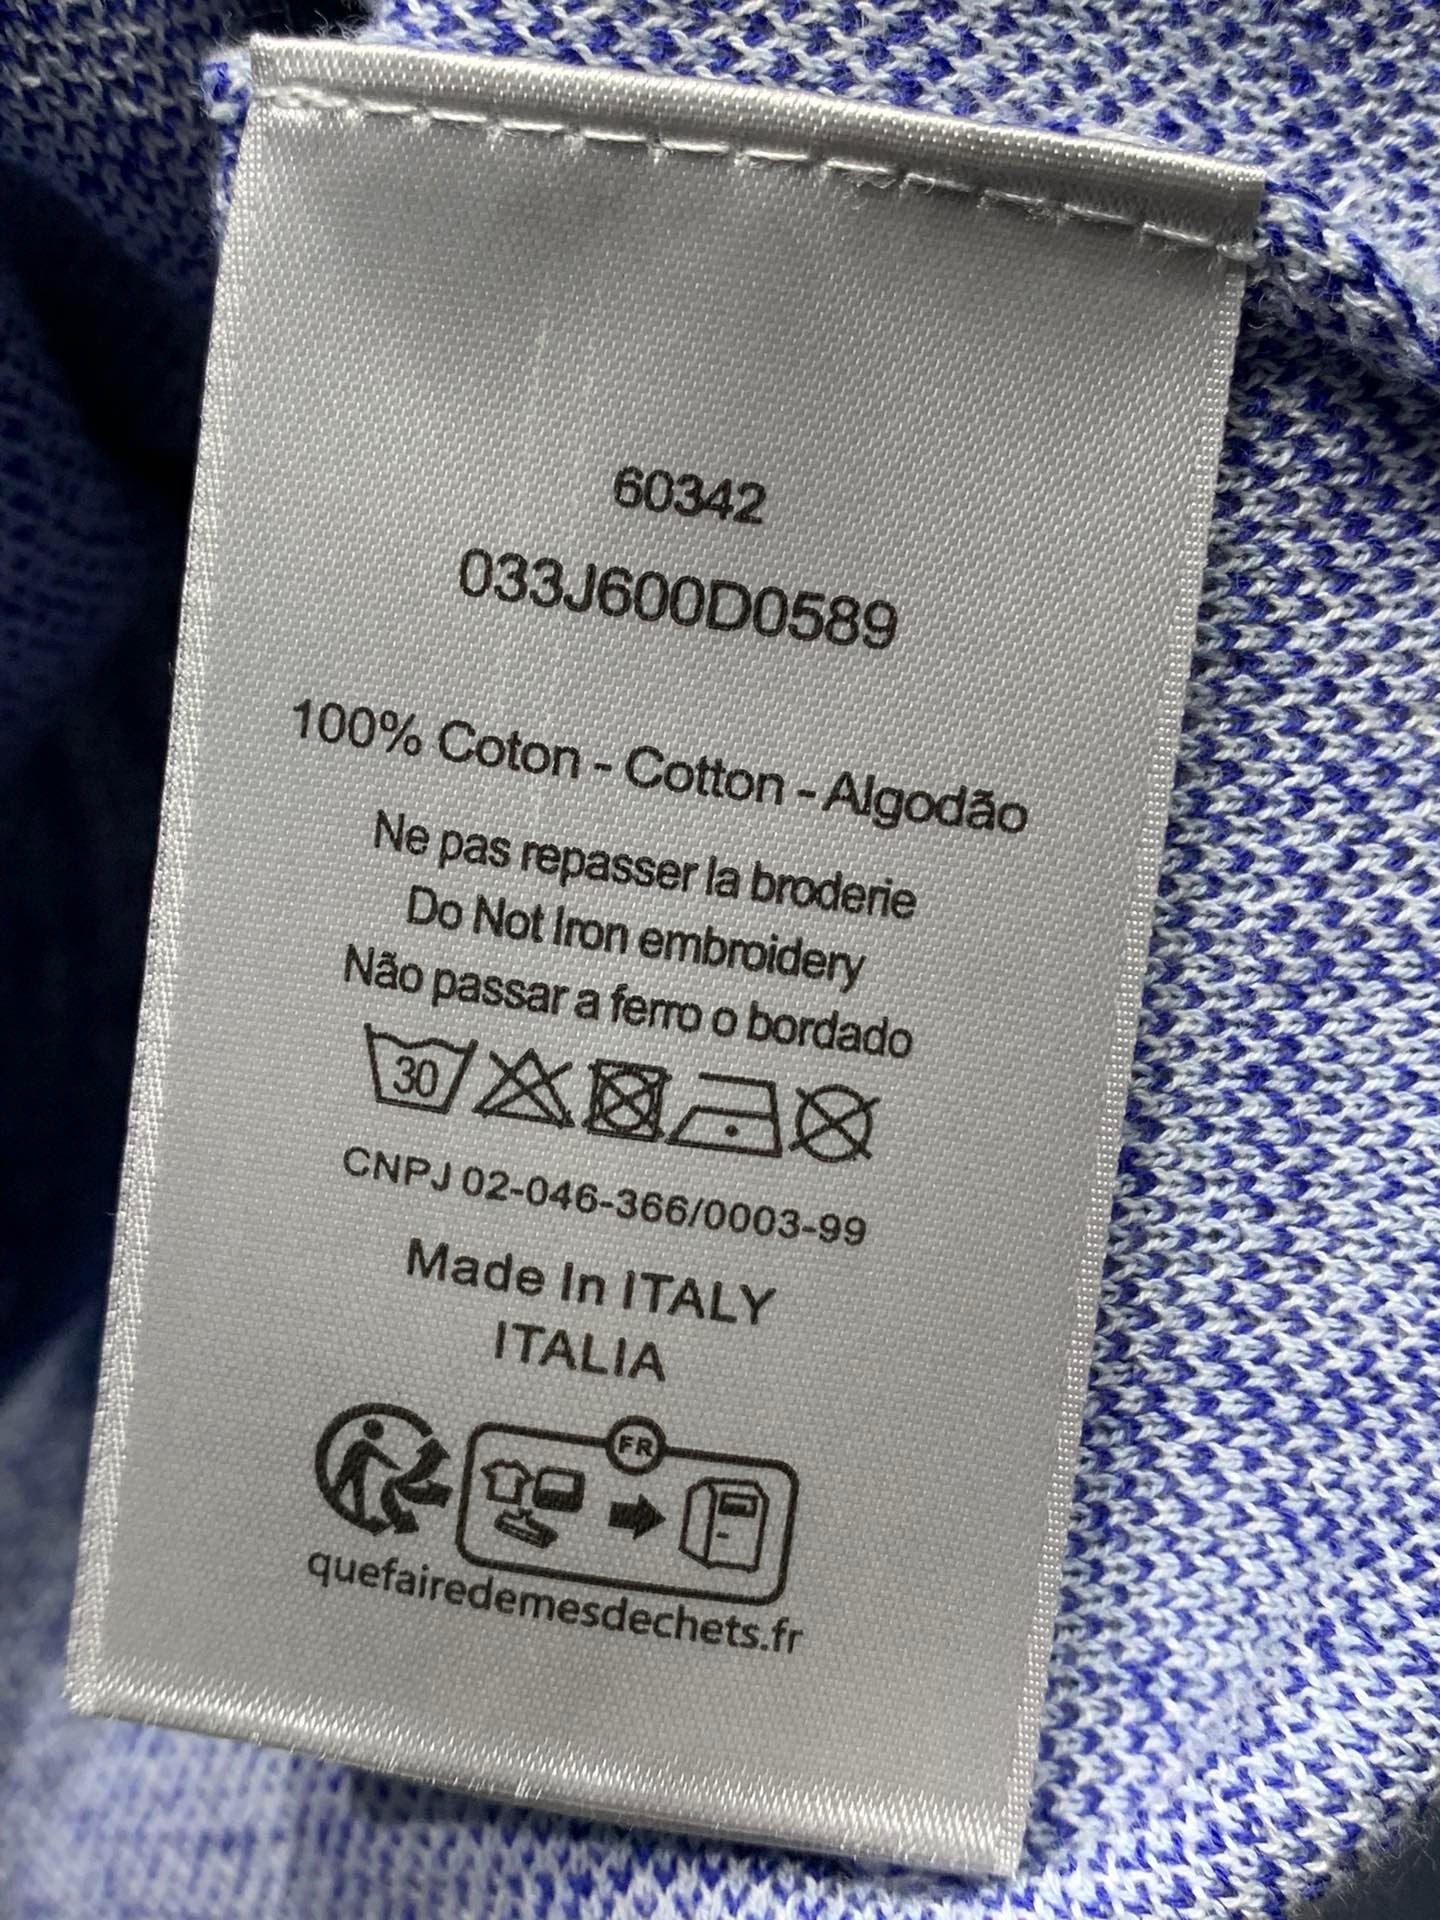 60342
033J600D0589
100% Coton - Cotton - Algodão
Ne pas repasser la broderie
Do Not Iron embroidery
Não passar a ferro o bordado
30
CNPJ 02-046-366/0003-99
Made In ITALY
ITALIA
FR
quefairedemesdechets.fr